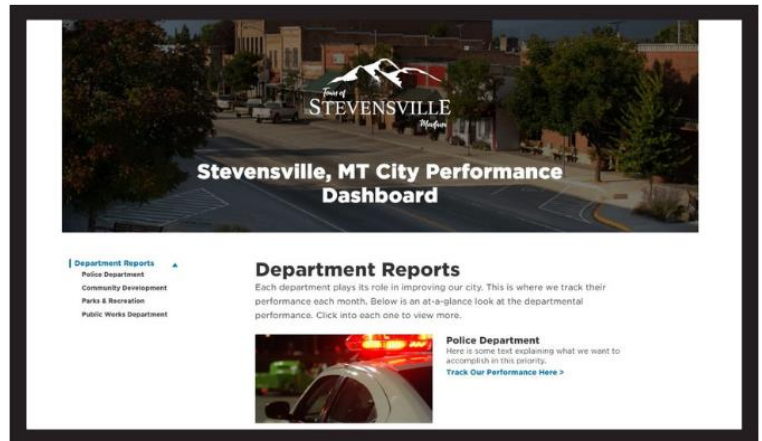 Town of
STEVENSVILLE
Montana
Stevensville, MT City Performance
Dashboard
Department Reports
Police Department
Community Development
Parks & Recreation
Public Works Department
Department Reports
Each department plays its role in improving our city. This is where we track their
performance each month. Below is an at-a-glance look at the departmental
performance. Click into each one to view more.
Police Department
Here is some text explaining what we want to
accomplish in this priority.
Track Our Performance Here >